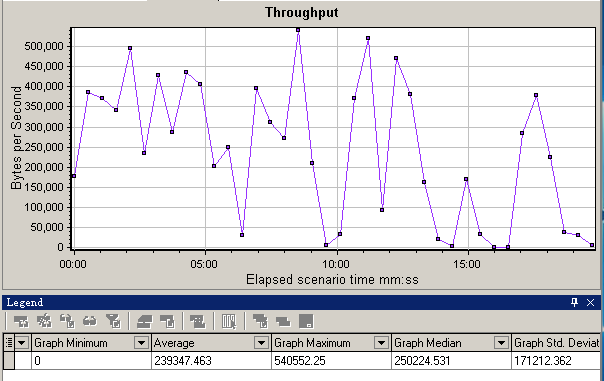 Throughput
Bytes per Second
500,000
450,000
400,000
350,000
300,000
250,000
200,000
150,000
100,000
50,000
0
00:00 05:00 10:00 15:00
Elapsed scenario time mm:ss
Legend
Graph Minimum Average Graph Maximum Graph Median Graph Std. Deviat
0 239347.463 540552.25 250224.531 171212.362